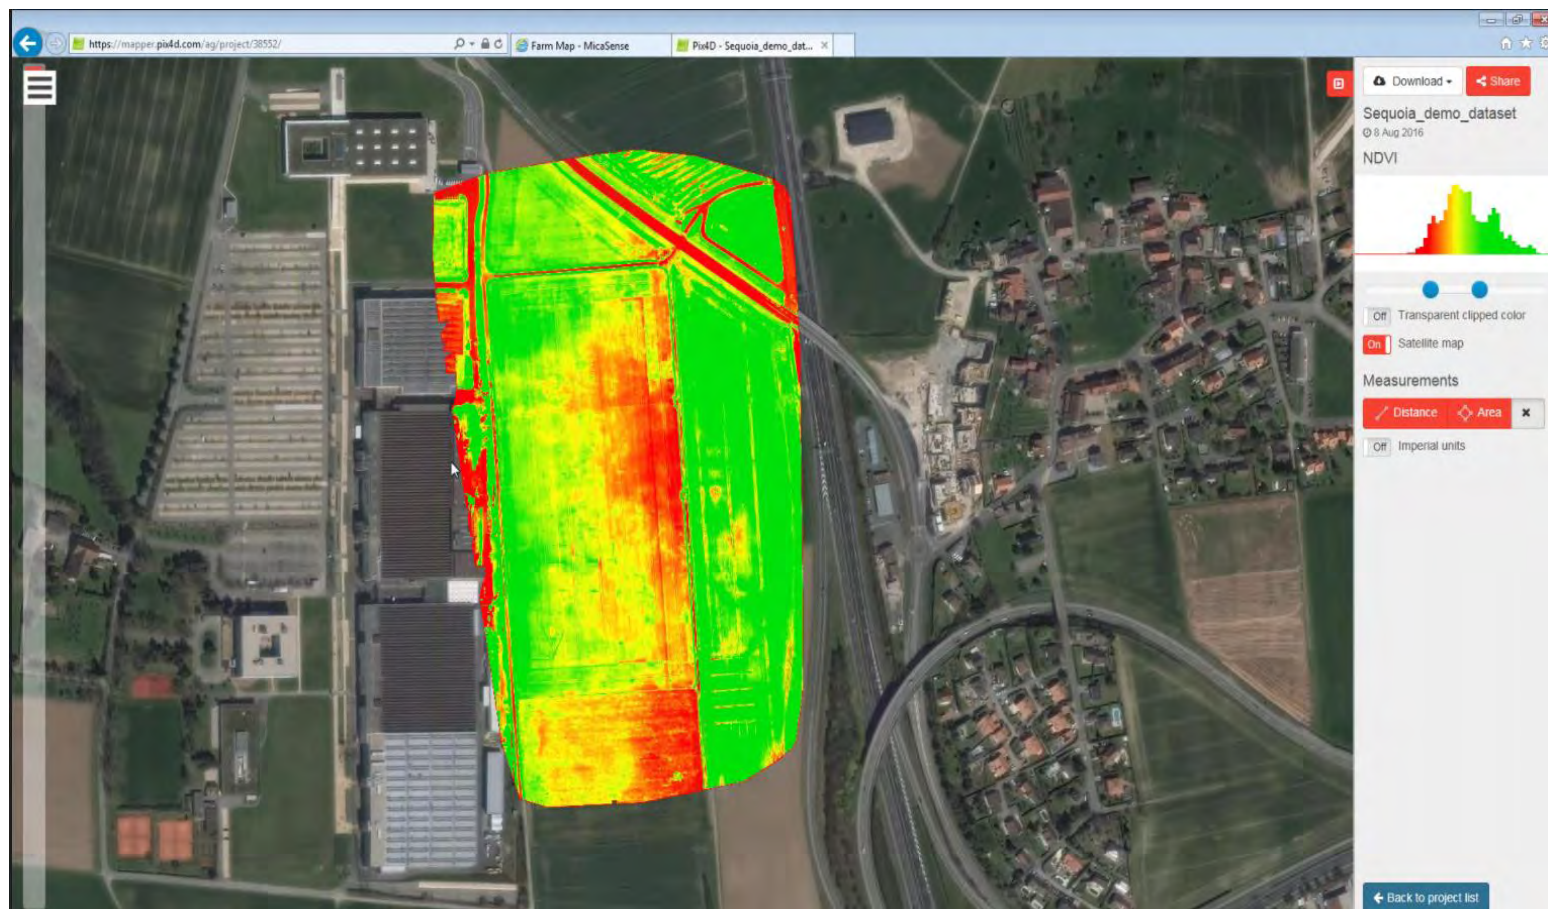 https://mapper.pix4d.com/ag/project/38552/
Farm Map - MicaSense
Pix4D - Sequoia_demo_dat...
Download
Share
Sequoia_demo_dataset
8 Aug 2016
NDVI
Off Transparent clipped color
On Satellite map
Measurements
Distance Area
Off Imperial units
Back to project list